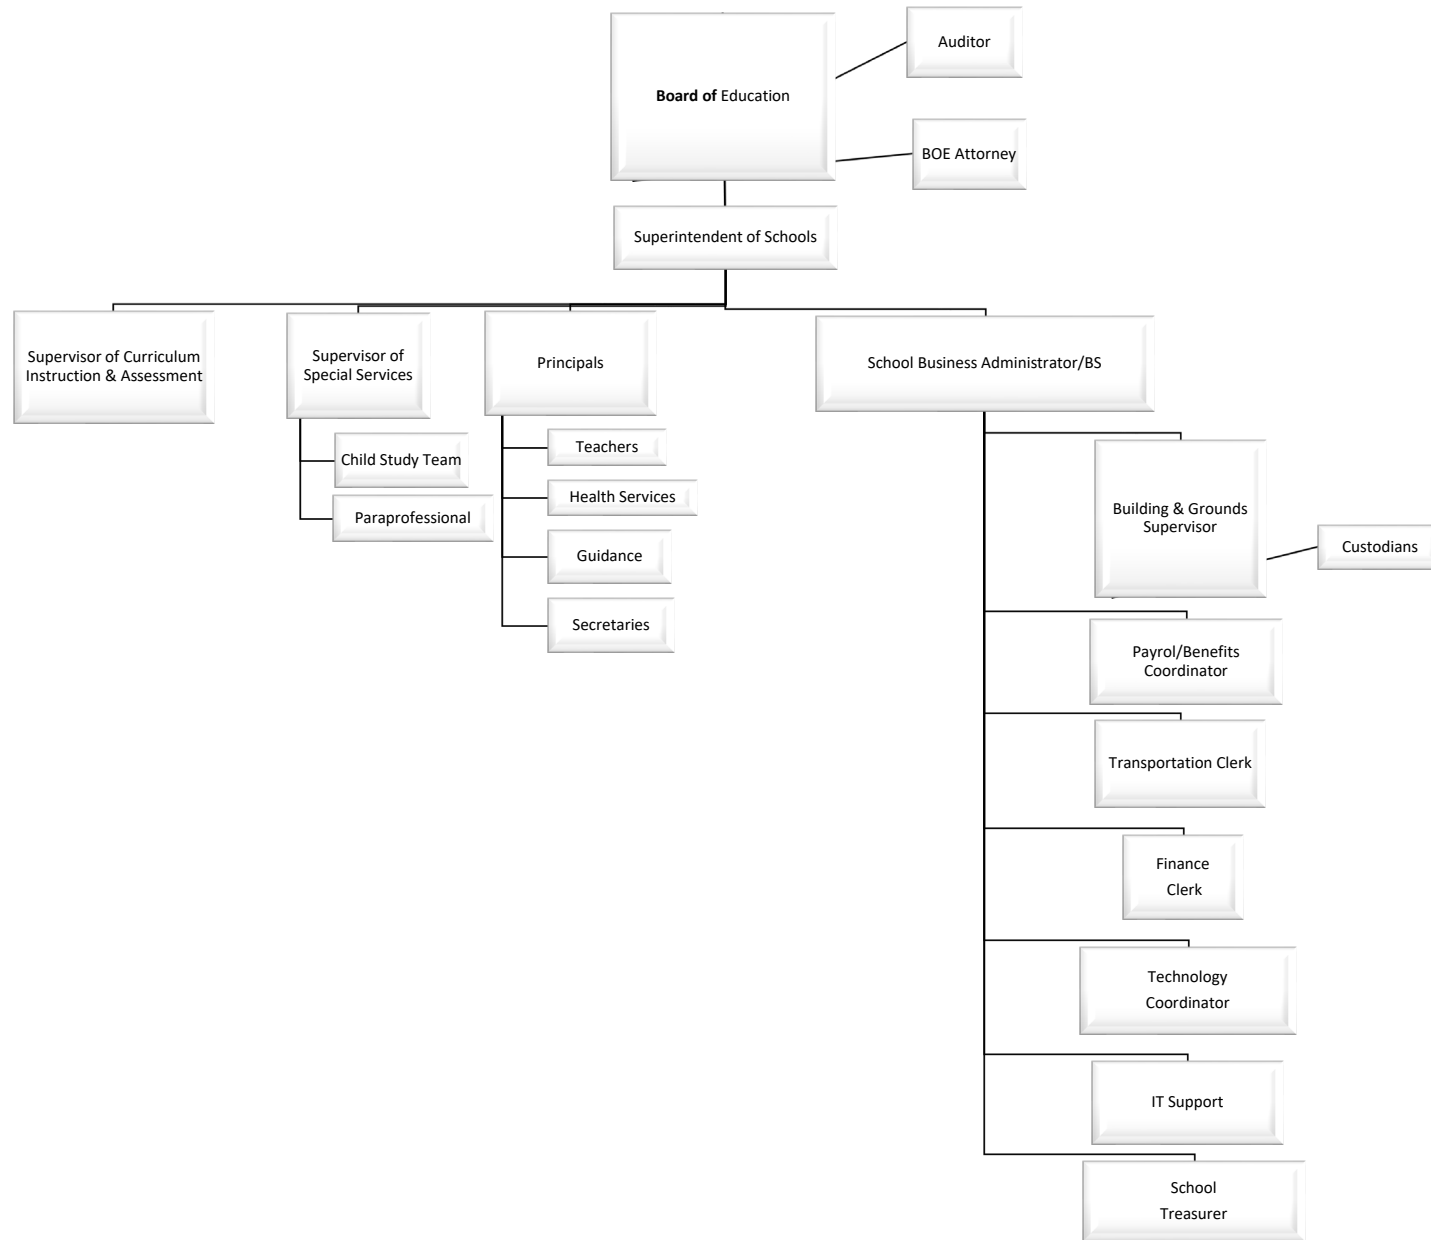 Auditor
Board of Education
BOE Attorney
Superintendent of Schools
Supervisor of Curriculum
Instruction & Assessment
Supervisor of
Special Services
Principals
School Business Administrator/BS
Child Study Team
Paraprofessional
Teachers
Health Services
Guidance
Secretaries
Building & Grounds
Supervisor
Custodians
Payrol/Benefits
Coordinator
Transportation Clerk
Finance
Clerk
Technology
Coordinator
IT Support
School
Treasurer